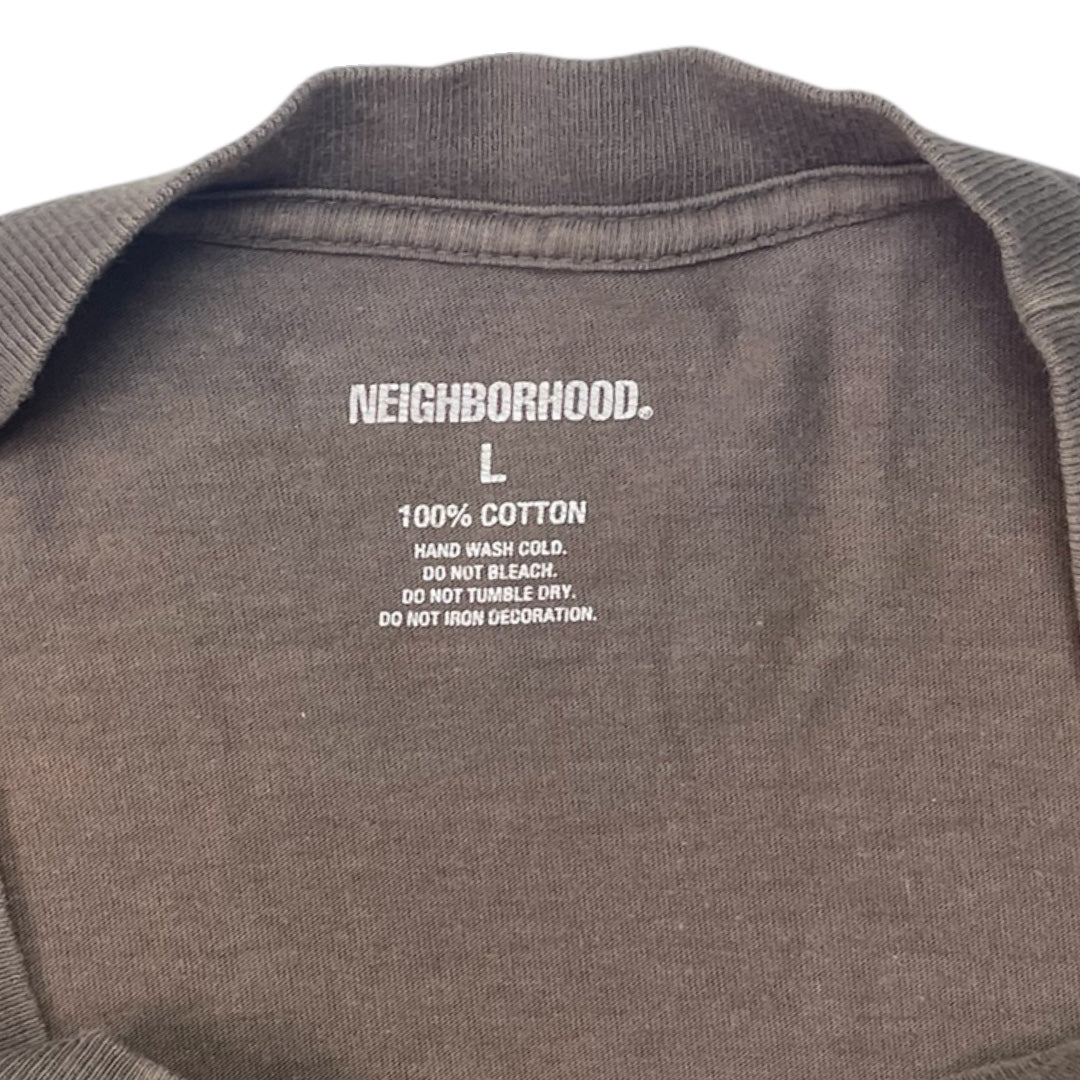 NEIGHBORHOOD®
L
100% COTTON
HAND WASH COLD.
DO NOT BLEACH.
DO NOT TUMBLE DRY.
DO NOT IRON DECORATION.